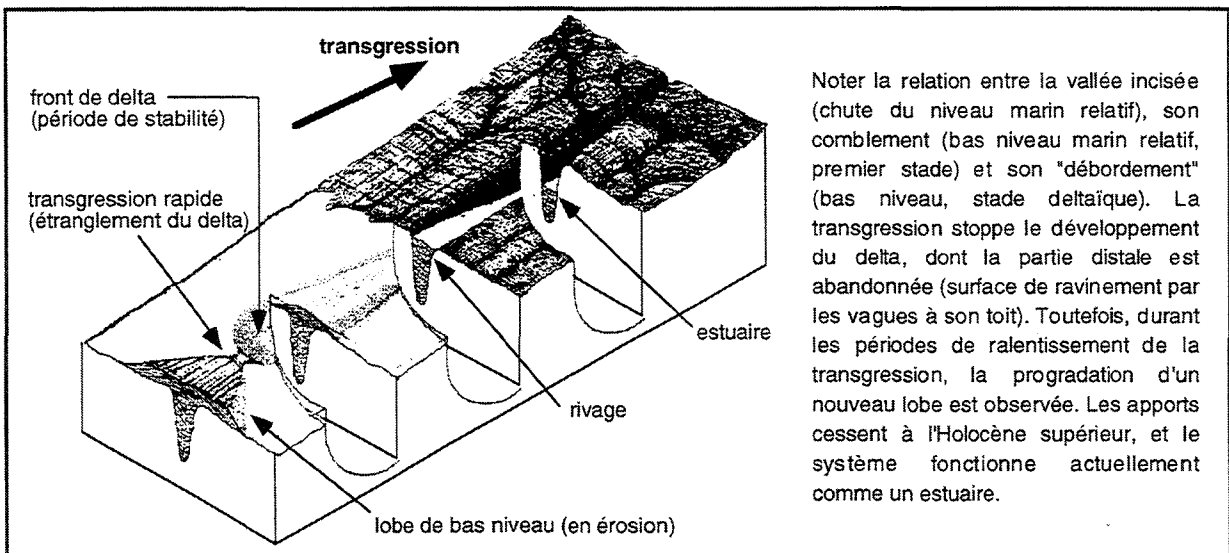 transgression
front de delta
(période de stabilité)
transgression rapide
(étranglement du delta)
estuaire
rivage
lobe de bas niveau (en érosion)
Noter la relation entre la vallée incisée
(chute du niveau marin relatif), son
comblement (bas niveau marin relatif,
premier stade) et son "débordement"
(bas niveau, stade deltaïque). La
transgression stoppe le développement
du delta, dont la partie distale est
abandonnée (surface de ravinement par
les vagues à son toit). Toutefois, durant
les périodes de ralentissement de la
transgression, la progradation d'un
nouveau lobe est observée. Les apports
cessent à l'Holocène supérieur, et le
système fonctionne actuellement
comme un estuaire.